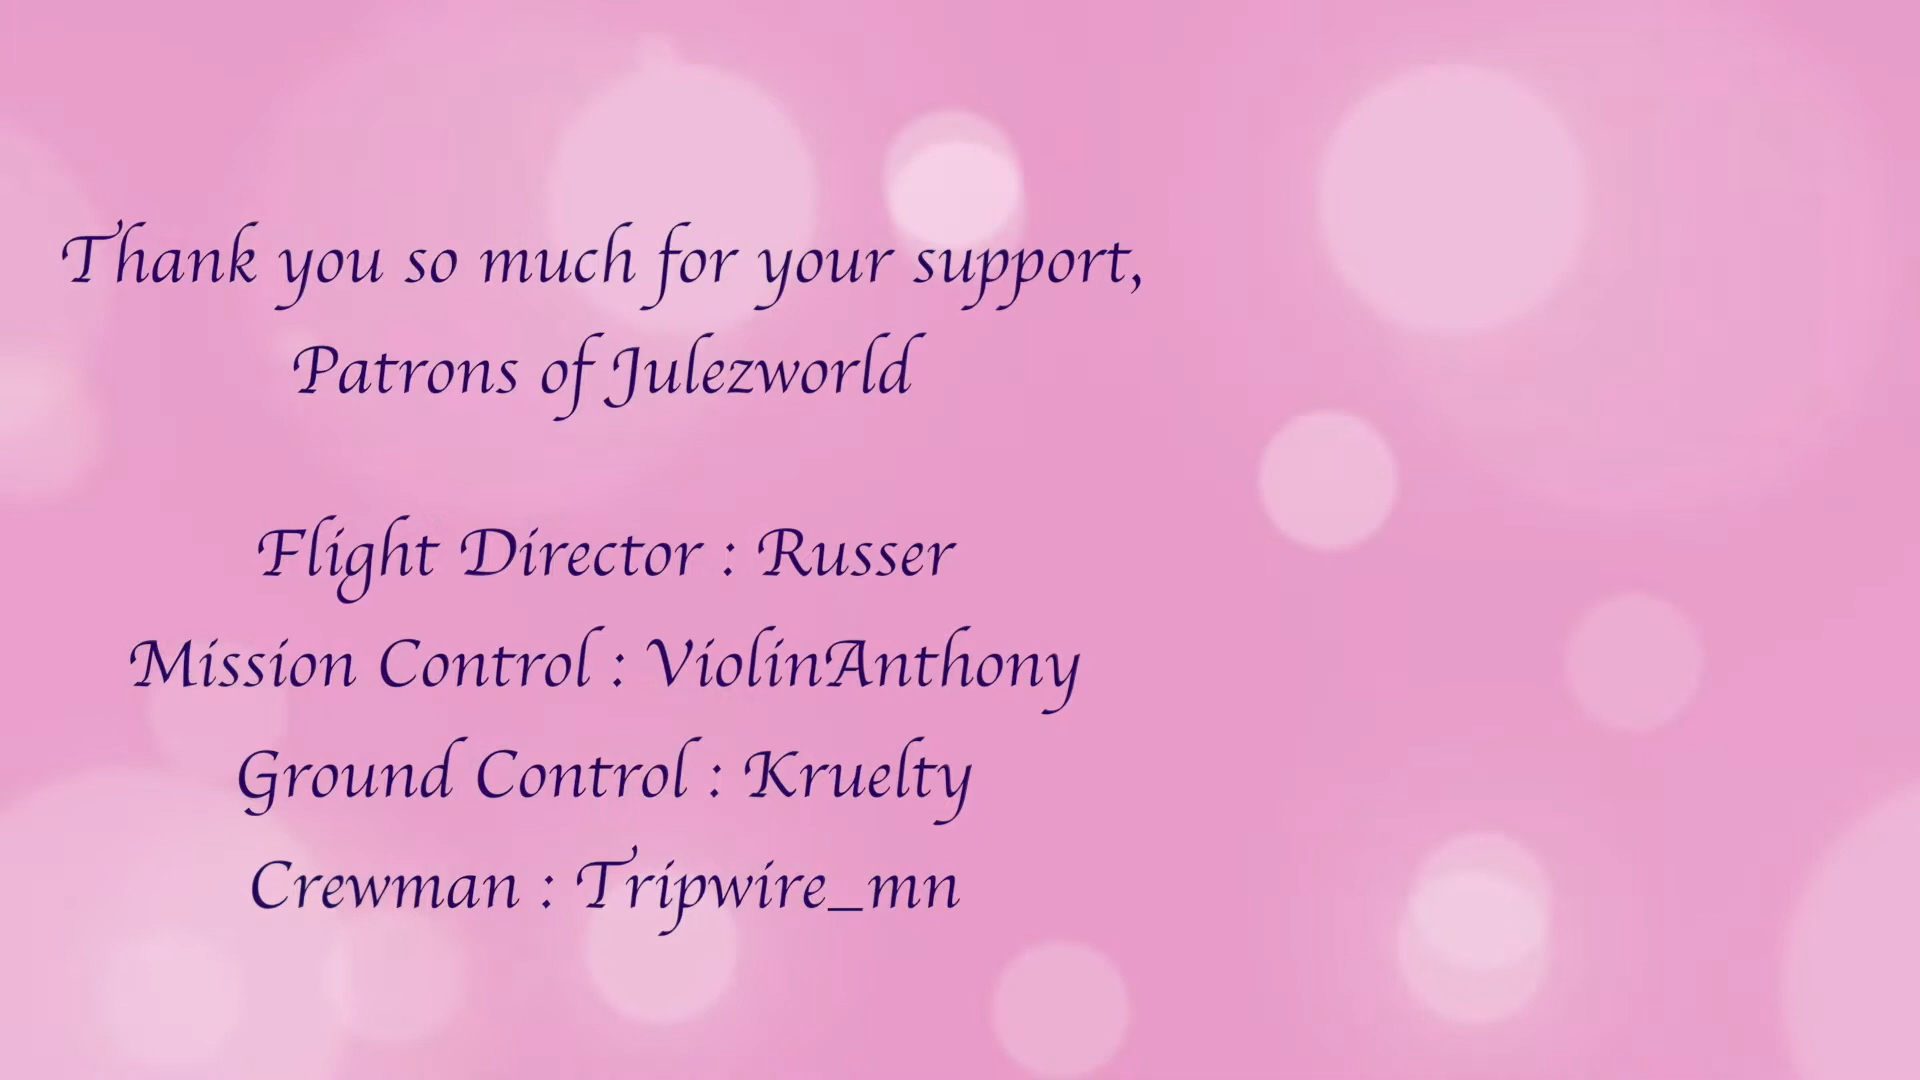 Thank you so much for your support,
Patrons of Julezworld
Flight Director : Russer
Mission Control : ViolinAnthony
Ground Control : Kruelty
Crewman : Tripwire_mn